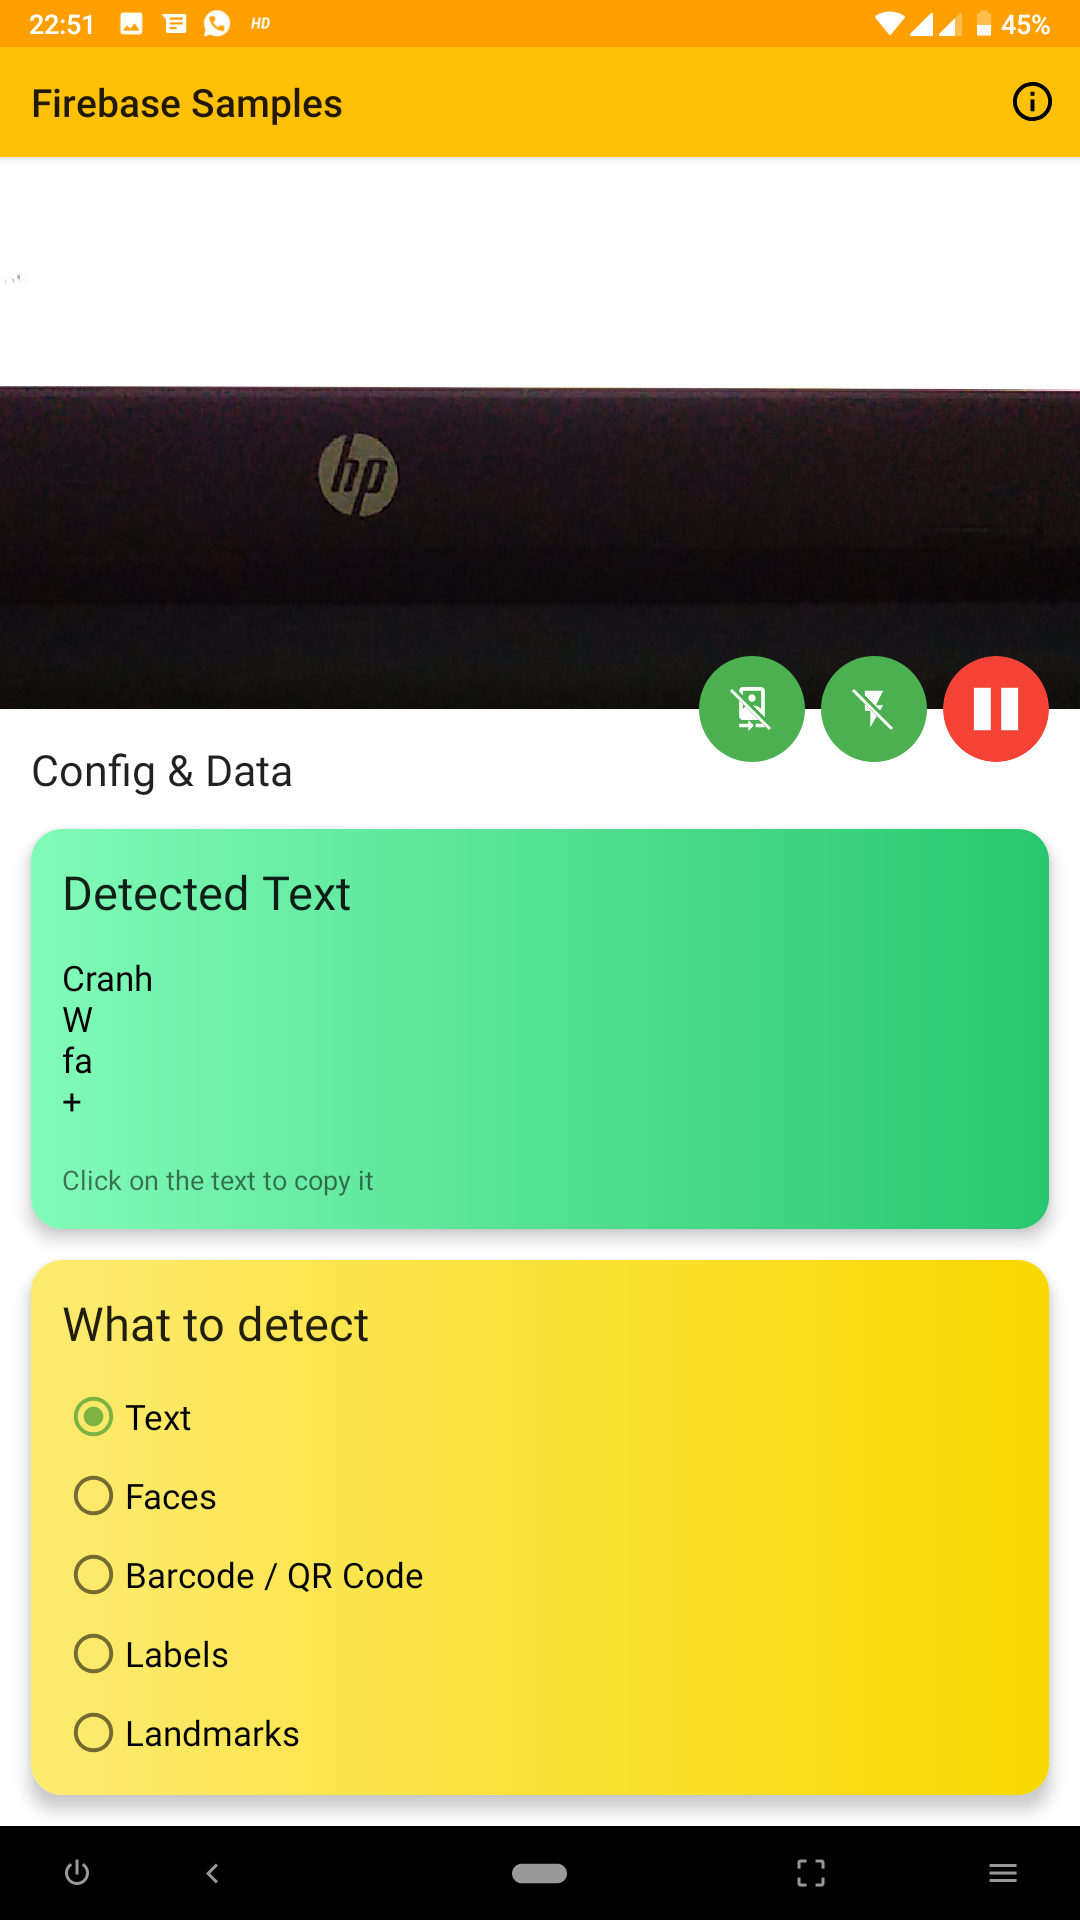 22:51 HD 45%
Firebase Samples
hp
Config & Data
Detected Text
Cranh
W
fa
+
Click on the text to copy it
What to detect
Text
Faces
Barcode / QR Code
Labels
Landmarks